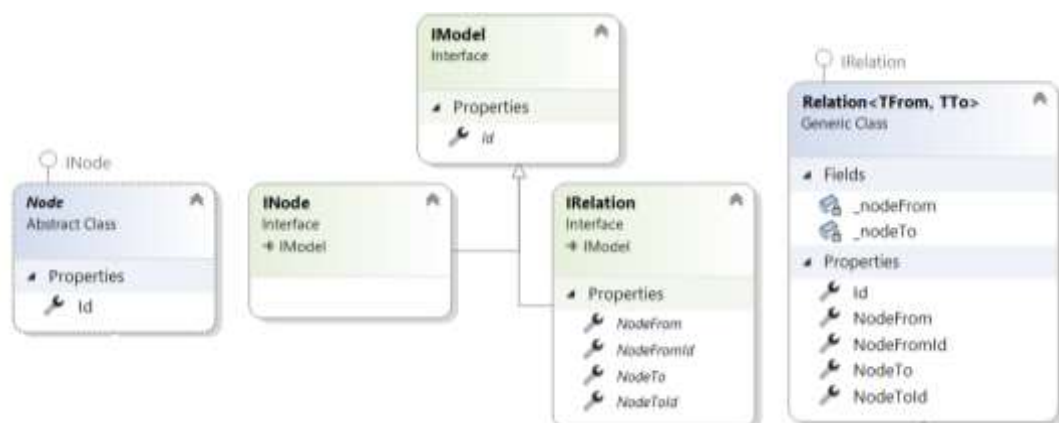 IModel
Interface
Properties
Id
INode
Node
Abstract Class
Properties
Id
INode
Interface
IModel
IRelation
Interface
IModel
Properties
NodeFrom
NodeFromId
NodeTo
NodeToId
IRelation
Relation<TFrom, TTo>
Generic Class
Fields
_nodeFrom
_nodeTo
Properties
Id
NodeFrom
NodeFromId
NodeTo
NodeToId